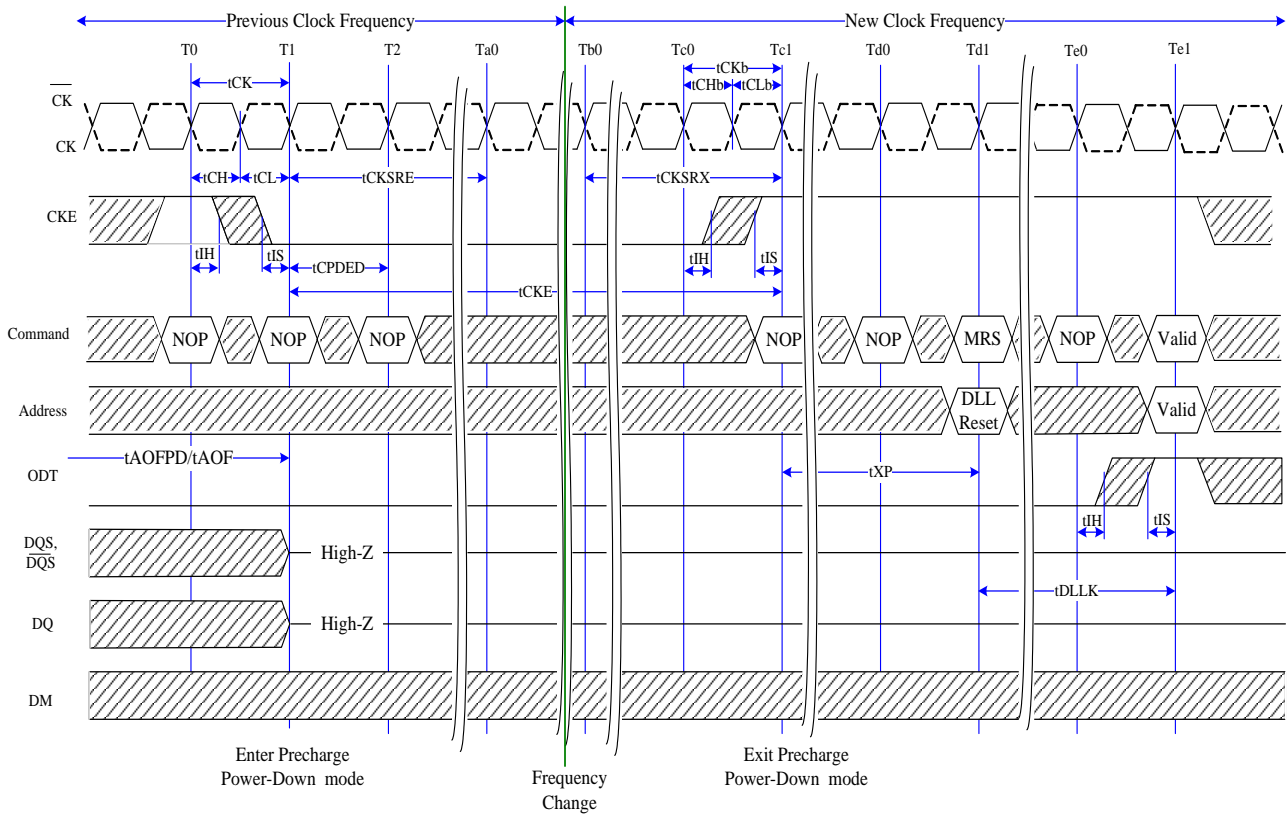 Previous Clock Frequency New Clock Frequency
T0 T1 T2 Ta0 Tb0 Tc0 Tc1 Td0 Td1 Te0 Te1
tCK tCKb
tCHb tCLb
CK
CK
tCH tCL tCKSRE tCKSRX
CKE
tIH tIS tCPDED tIH tIS
tCKE
Command NOP NOP NOP NOP NOP MRS NOP Valid
Address DLL Reset Valid
tAOFPD/tAOF
ODT tXP
tIH tIS
DQS,
DQS High-Z
tDLLK
DQ High-Z
DM
Enter Precharge
Power-Down mode
Frequency
Change
Exit Precharge
Power-Down mode